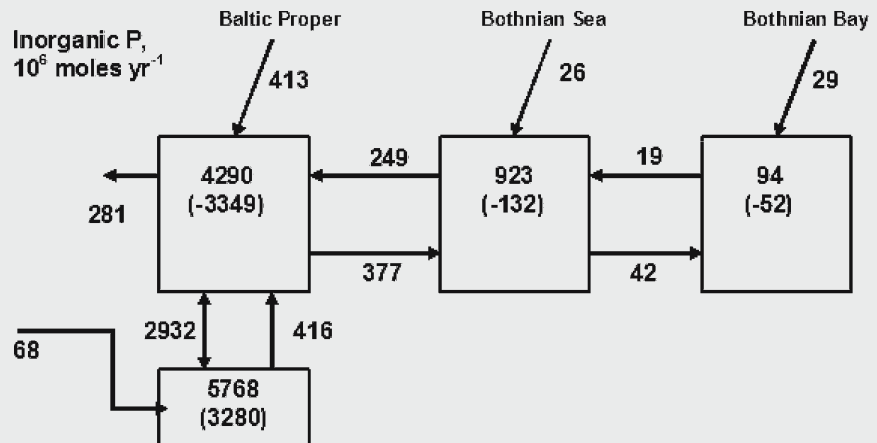 Baltic Proper Bothnian Sea Bothnian Bay
Inorganic P,
10⁶ moles yr⁻¹
413 26 29
249 19
4290 923 94
(-3349) (-132) (-52)
281
377 42
2932 416
68
5768
(3280)